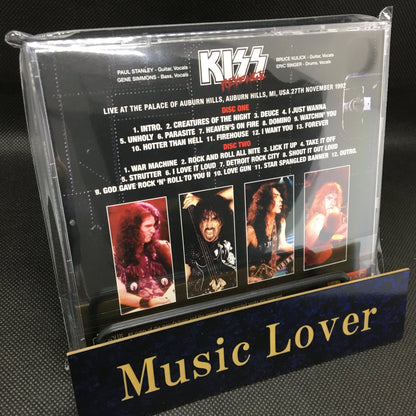 PAUL STANLEY - Guitar, Vocals
GENE SIMMONS - Bass, Vocals
KISS
REVENGE
BRUCE KULICK - Guitar, Vocals
ERIC SINGER - Drums, Vocals
LIVE AT THE PALACE OF AUBURN HILLS, AUBURN HILLS, MI, USA 27TH NOVEMBER 1992
DISC ONE
1. INTRO. 2. CREATURES OF THE NIGHT 3. DEUCE 4. I JUST WANNA
5. UNHOLY 6. PARASITE 7. HEAVEN'S ON FIRE 8. DOMINO 9. WATCHIN' YOU
10. HOTTER THAN HELL 11. FIREHOUSE 12. I WANT YOU 13. FOREVER
DISC TWO
1. WAR MACHINE 2. ROCK AND ROLL ALL NITE 3. LICK IT UP 4. TAKE IT OFF
5. STRUTTER 6. I LOVE IT LOUD 7. DETROIT ROCK CITY 8. SHOUT IT OUT LOUD
9. GOD GAVE ROCK 'N' ROLL TO YOU II 10. LOVE GUN 11. STAR SPANGLED BANNER 12. OUTRO.
Music Lover